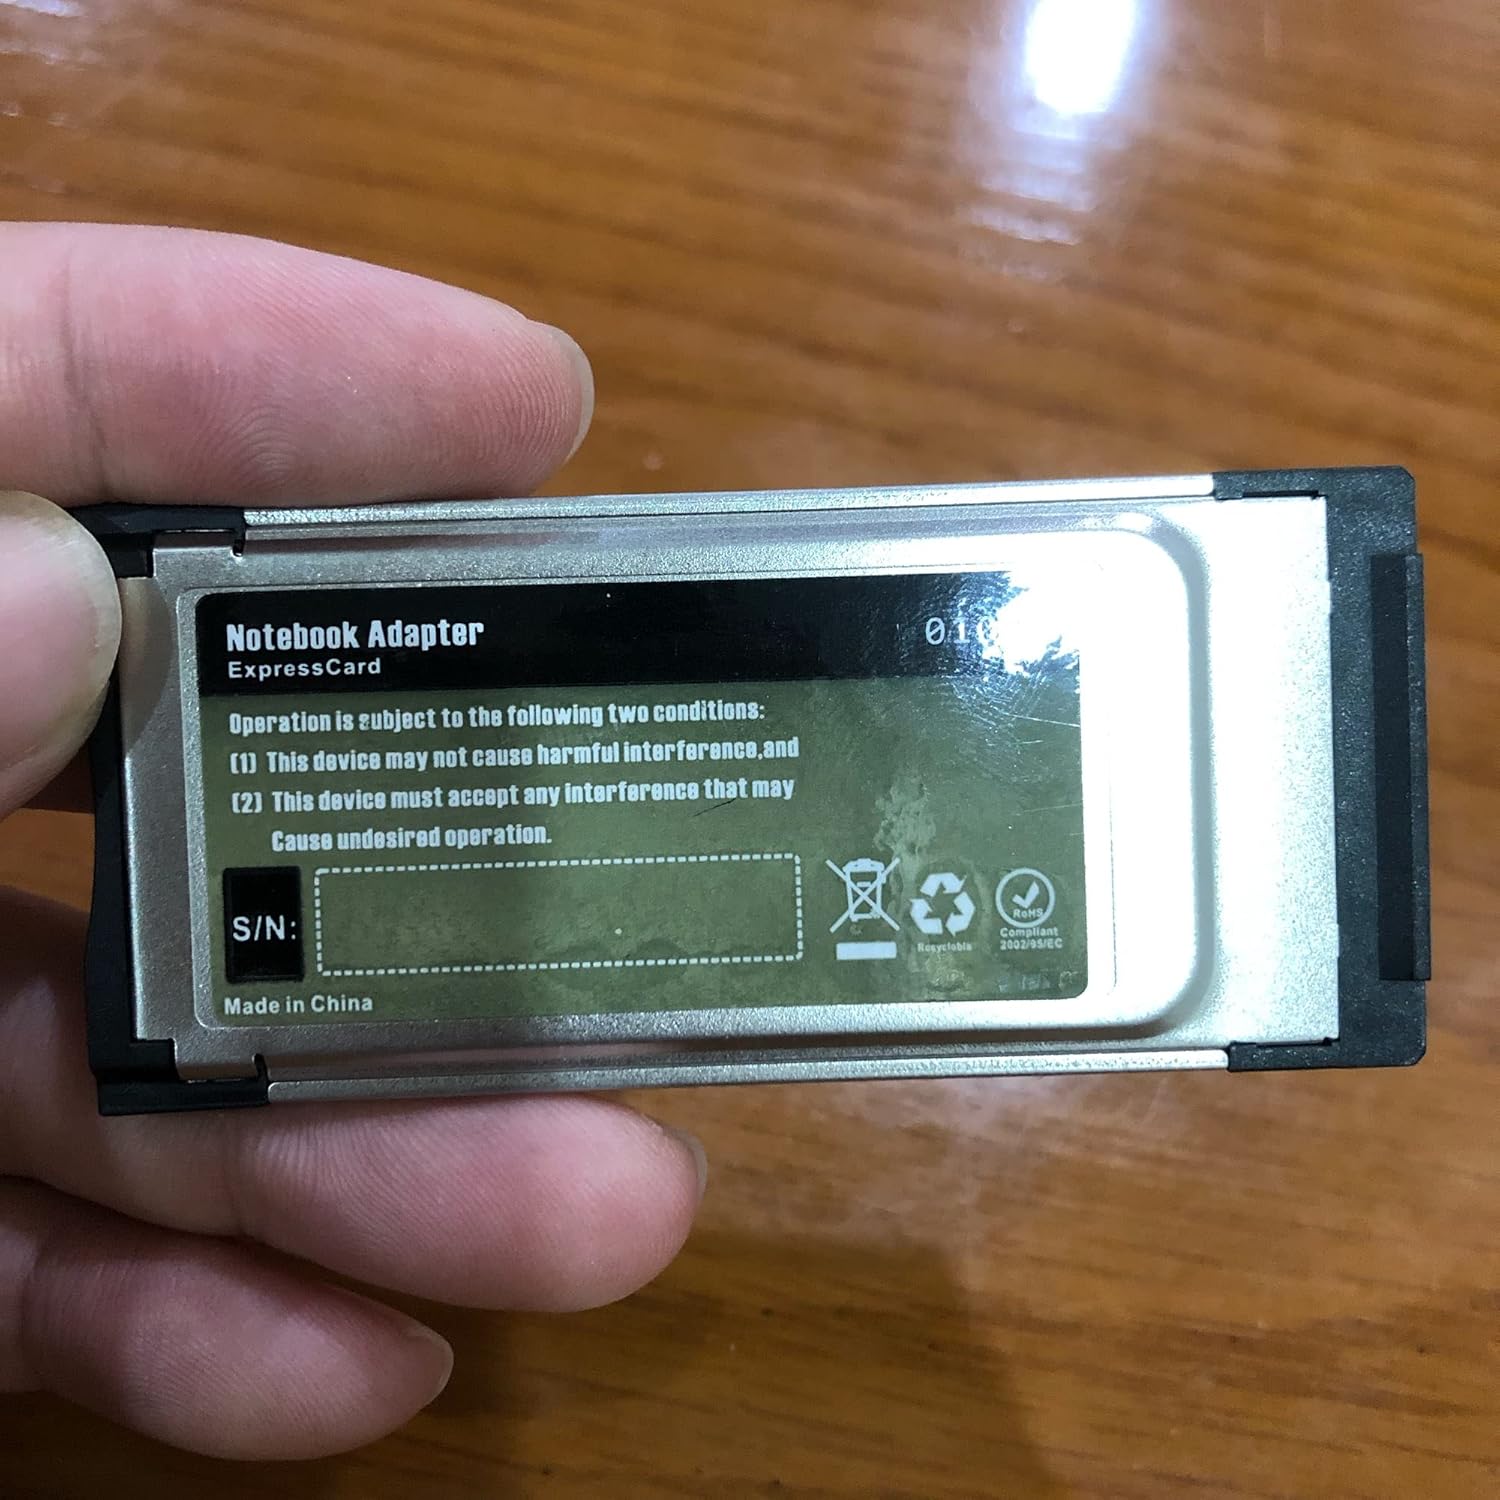 Notebook Adapter
ExpressCard
Operation is subject to the following two conditions:
(1) This device may not cause harmful interference,and
(2) This device must accept any interference that may
Cause undesired operation.
S/N:
Recyclable
RoHS
Compliant
2002/95/EC
Made in China